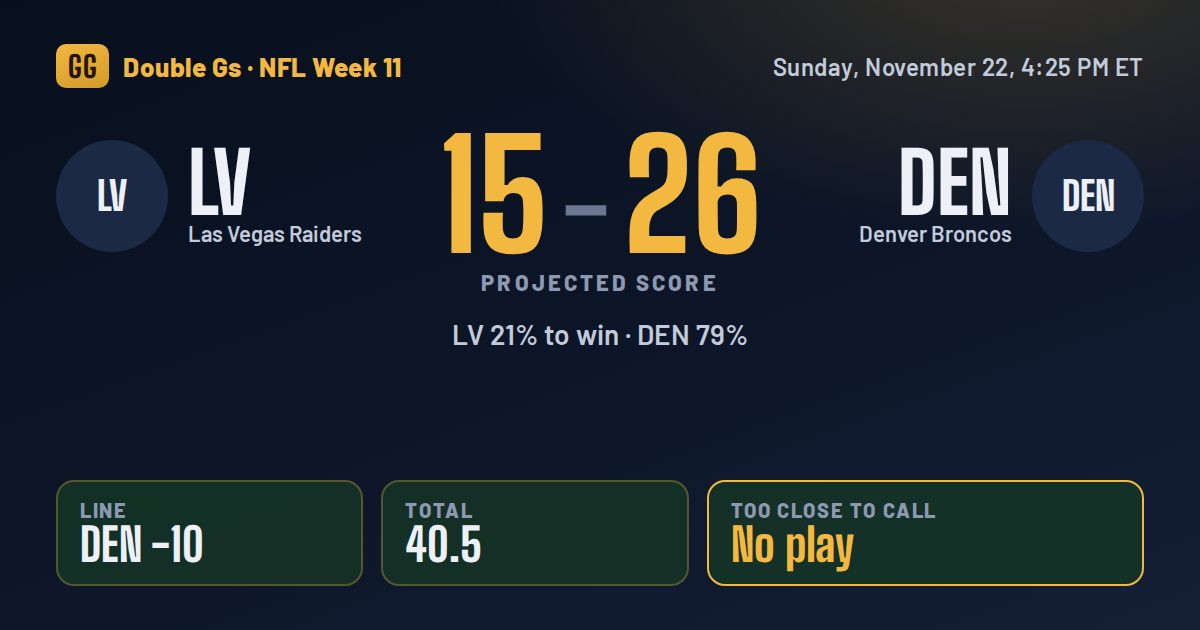 GG Double Gs · NFL Week 11
Sunday, November 22, 4:25 PM ET
LV
LV
Las Vegas Raiders
15 – 26
PROJECTED SCORE
LV 21% to win · DEN 79%
DEN
Denver Broncos
DEN
LINE
DEN −10
TOTAL
40.5
TOO CLOSE TO CALL
No play